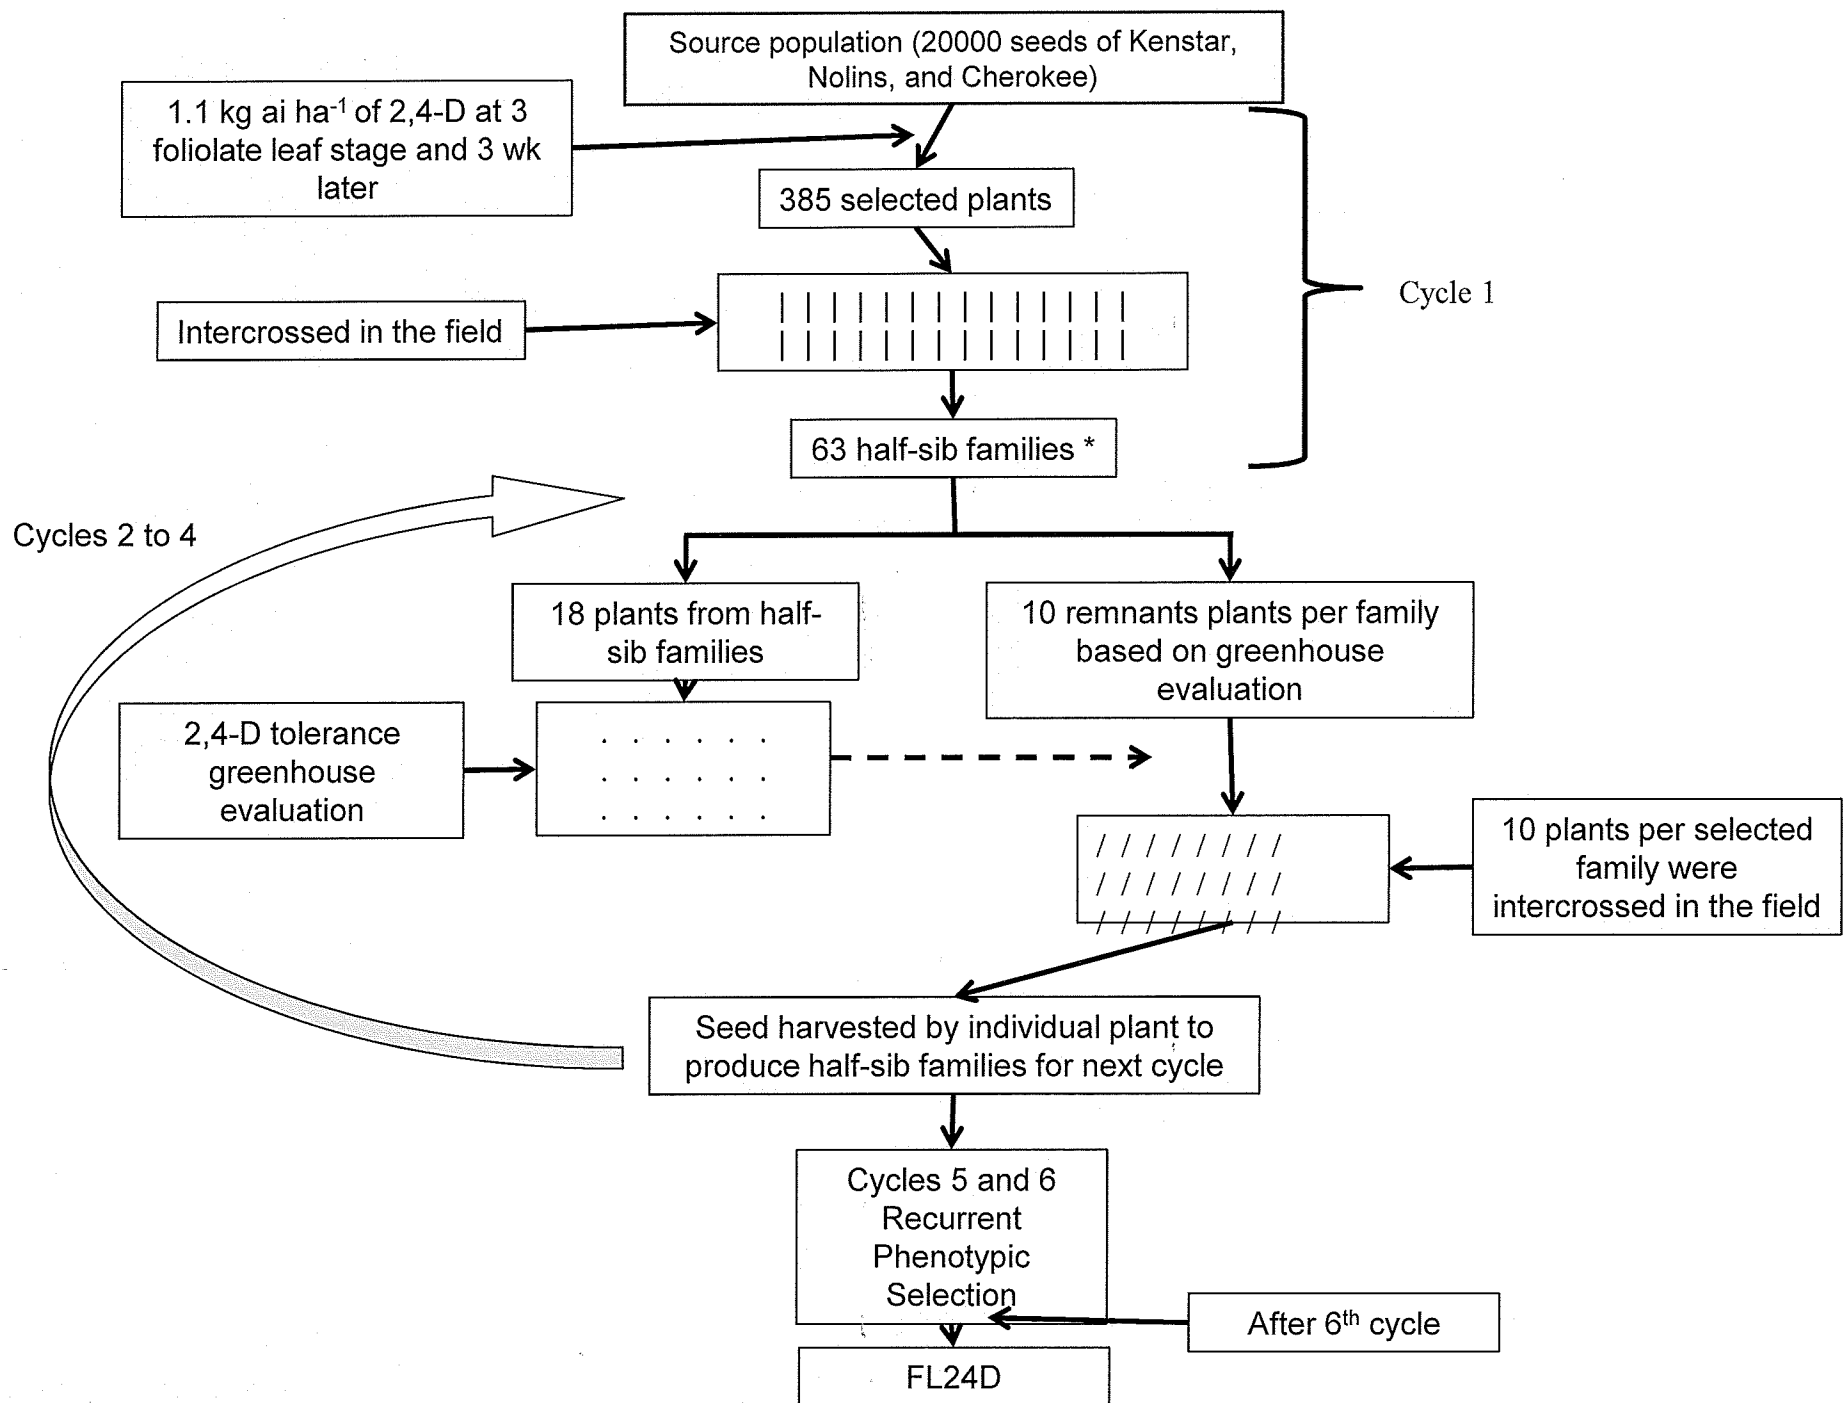 Source population (20000 seeds of Kenstar,
Nolins, and Cherokee)
1.1 kg ai ha⁻¹ of 2,4-D at 3
foliolate leaf stage and 3 wk
later
385 selected plants
Intercrossed in the field
Cycle 1
63 half-sib families *
Cycles 2 to 4
18 plants from half-
sib families
10 remnants plants per family
based on greenhouse
evaluation
2,4-D tolerance
greenhouse
evaluation
10 plants per selected
family were
intercrossed in the field
Seed harvested by individual plant to
produce half-sib families for next cycle
Cycles 5 and 6
Recurrent
Phenotypic
Selection
After 6ᵗʰ cycle
FL24D